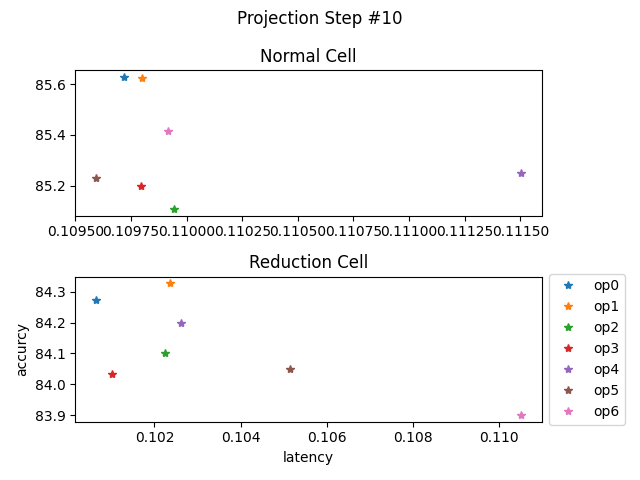 Projection Step #10
Normal Cell
85.6
85.4
85.2
0.10950 0.10975 0.11000 0.11025 0.11050 0.11075 0.11100 0.11125 0.11150
Reduction Cell
84.3
84.2
84.1
84.0
83.9
accurcy
0.102 0.104 0.106 0.108 0.110
latency
op0
op1
op2
op3
op4
op5
op6